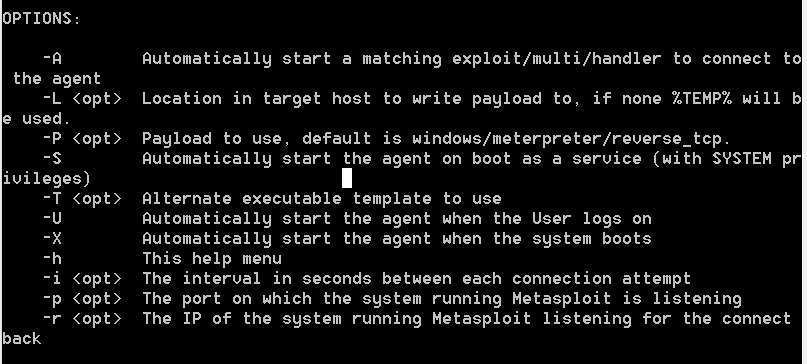 OPTIONS:
-A Automatically start a matching exploit/multi/handler to connect to
the agent
-L <opt> Location in target host to write payload to, if none %TEMP% will b
e used.
-P <opt> Payload to use, default is windows/meterpreter/reverse_tcp.
-S Automatically start the agent on boot as a service (with SYSTEM pr
ivileges)
-T <opt> Alternate executable template to use
-U Automatically start the agent when the User logs on
-X Automatically start the agent when the system boots
-h This help menu
-i <opt> The interval in seconds between each connection attempt
-p <opt> The port on which the system running Metasploit is listening
-r <opt> The IP of the system running Metasploit listening for the connect
back